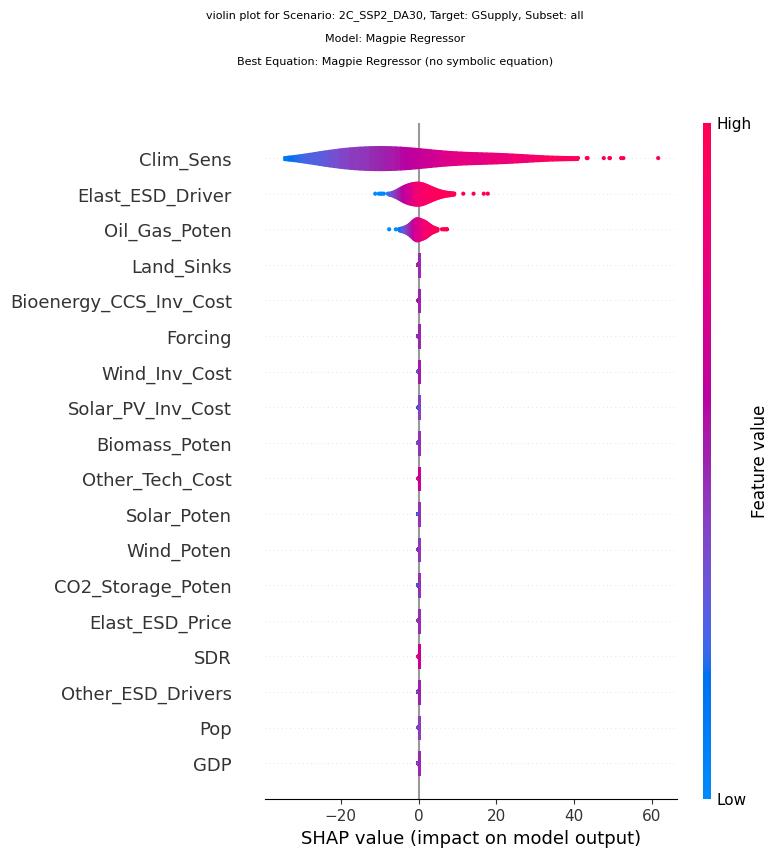 violin plot for Scenario: 2C_SSP2_DA30, Target: GSupply, Subset: all
Model: Magpie Regressor
Best Equation: Magpie Regressor (no symbolic equation)
High
Clim_Sens
Elast_ESD_Driver
Oil_Gas_Poten
Land_Sinks
Bioenergy_CCS_Inv_Cost
Forcing
Wind_Inv_Cost
Solar_PV_Inv_Cost
Biomass_Poten
Other_Tech_Cost
Solar_Poten
Wind_Poten
CO2_Storage_Poten
Elast_ESD_Price
SDR
Other_ESD_Drivers
Pop
GDP
Feature value
Low
−20 0 20 40 60
SHAP value (impact on model output)